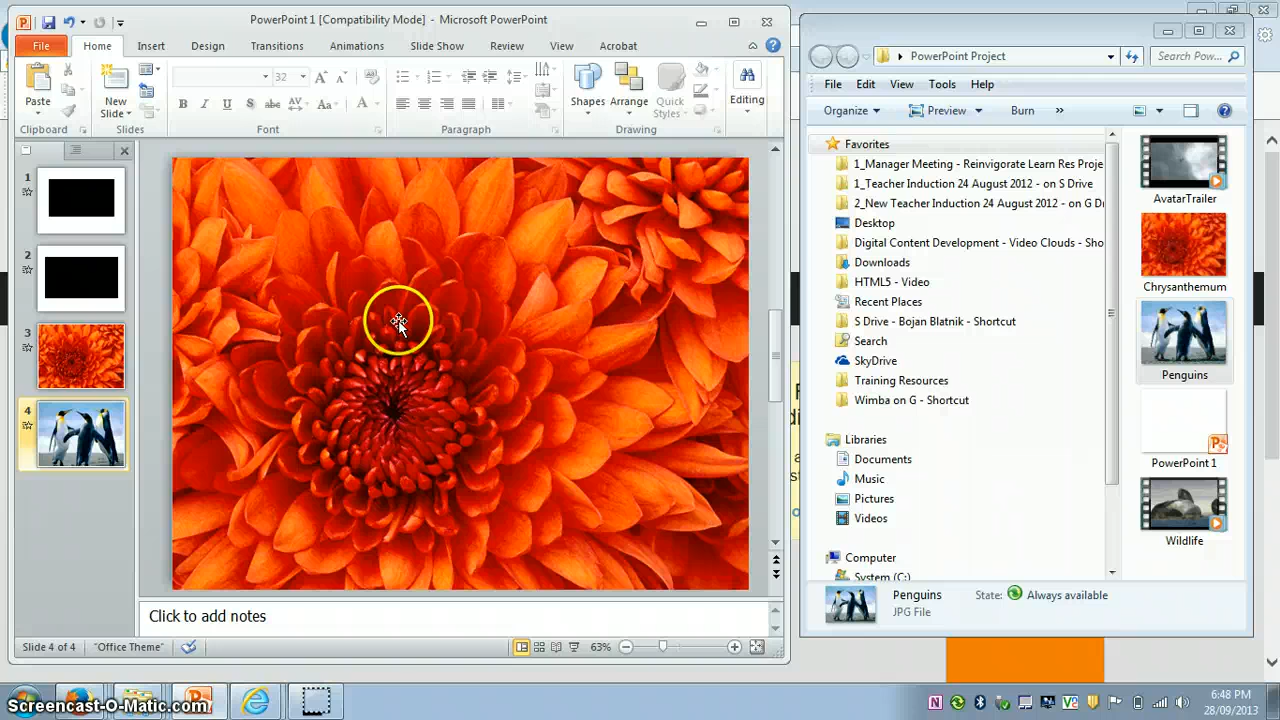 PowerPoint 1 [Compatibility Mode] - Microsoft PowerPoint
File Home Insert Design Transitions Animations Slide Show Review View Acrobat
Paste
New
Slide
32
B I U S abc AV Aa A
Shapes Arrange Quick
Styles
Editing
Clipboard Slides Font Paragraph Drawing
1
2
3
4
Click to add notes
Slide 4 of 4 "Office Theme" 63%
PowerPoint Project
Search Pow...
File Edit View Tools Help
Organize Preview Burn »
Favorites
1_Manager Meeting - Reinvigorate Learn Res Proje
1_Teacher Induction 24 August 2012 - on S Drive
2_New Teacher Induction 24 August 2012 - on G Dr
Desktop
Digital Content Development - Video Clouds - Sho
Downloads
HTML5 - Video
Recent Places
S Drive - Bojan Blatnik - Shortcut
Search
SkyDrive
Training Resources
Wimba on G - Shortcut
Libraries
Documents
Music
Pictures
Videos
Computer
System (C:)
AvatarTrailer
Chrysanthemum
Penguins
PowerPoint 1
Wildlife
Penguins State: Always available
JPG File
Screencast-O-Matic.com
6:48 PM
28/09/2013